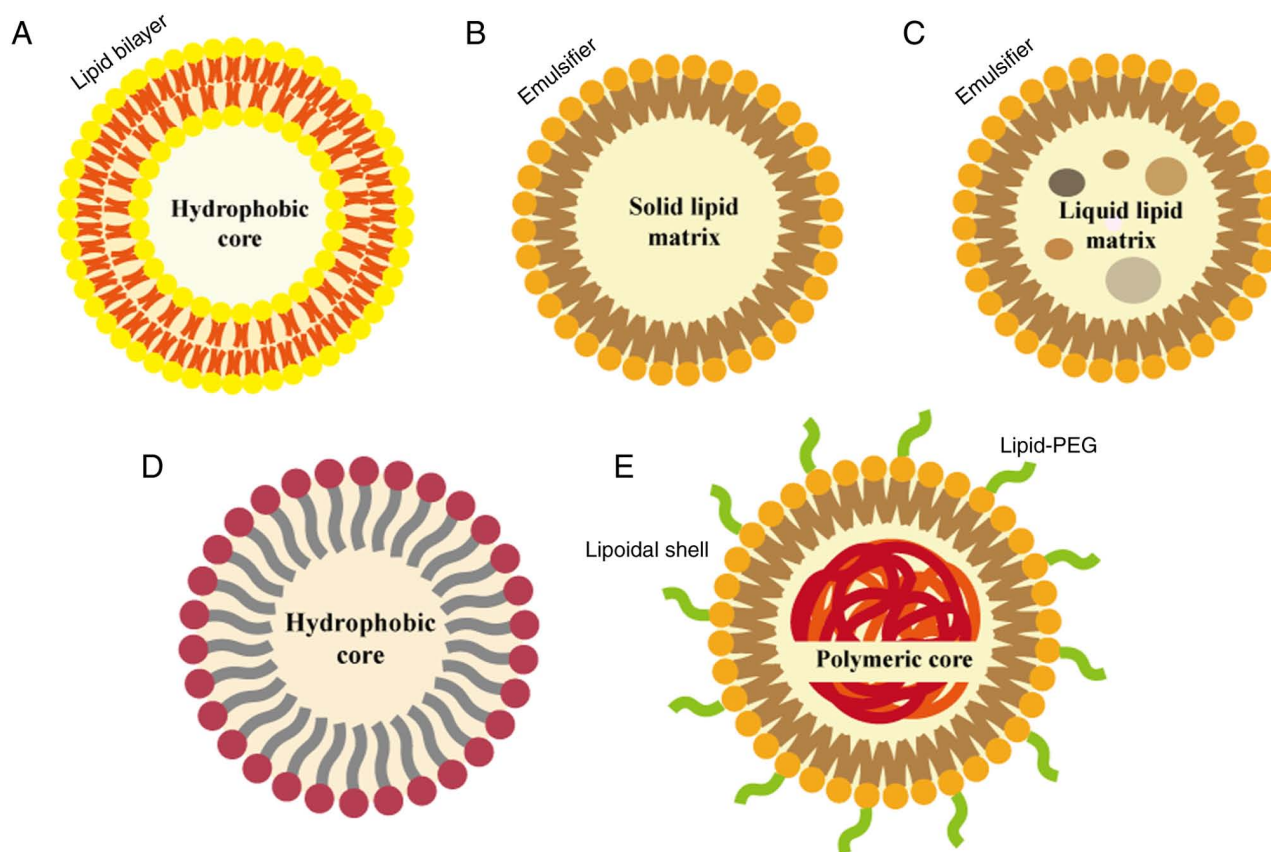 A
Lipid bilayer
Hydrophobic
core
B
Emulsifier
Solid lipid
matrix
C
Emulsifier
Liquid lipid
matrix
D
Hydrophobic
core
E
Lipid-PEG
Lipoidal shell
Polymeric core